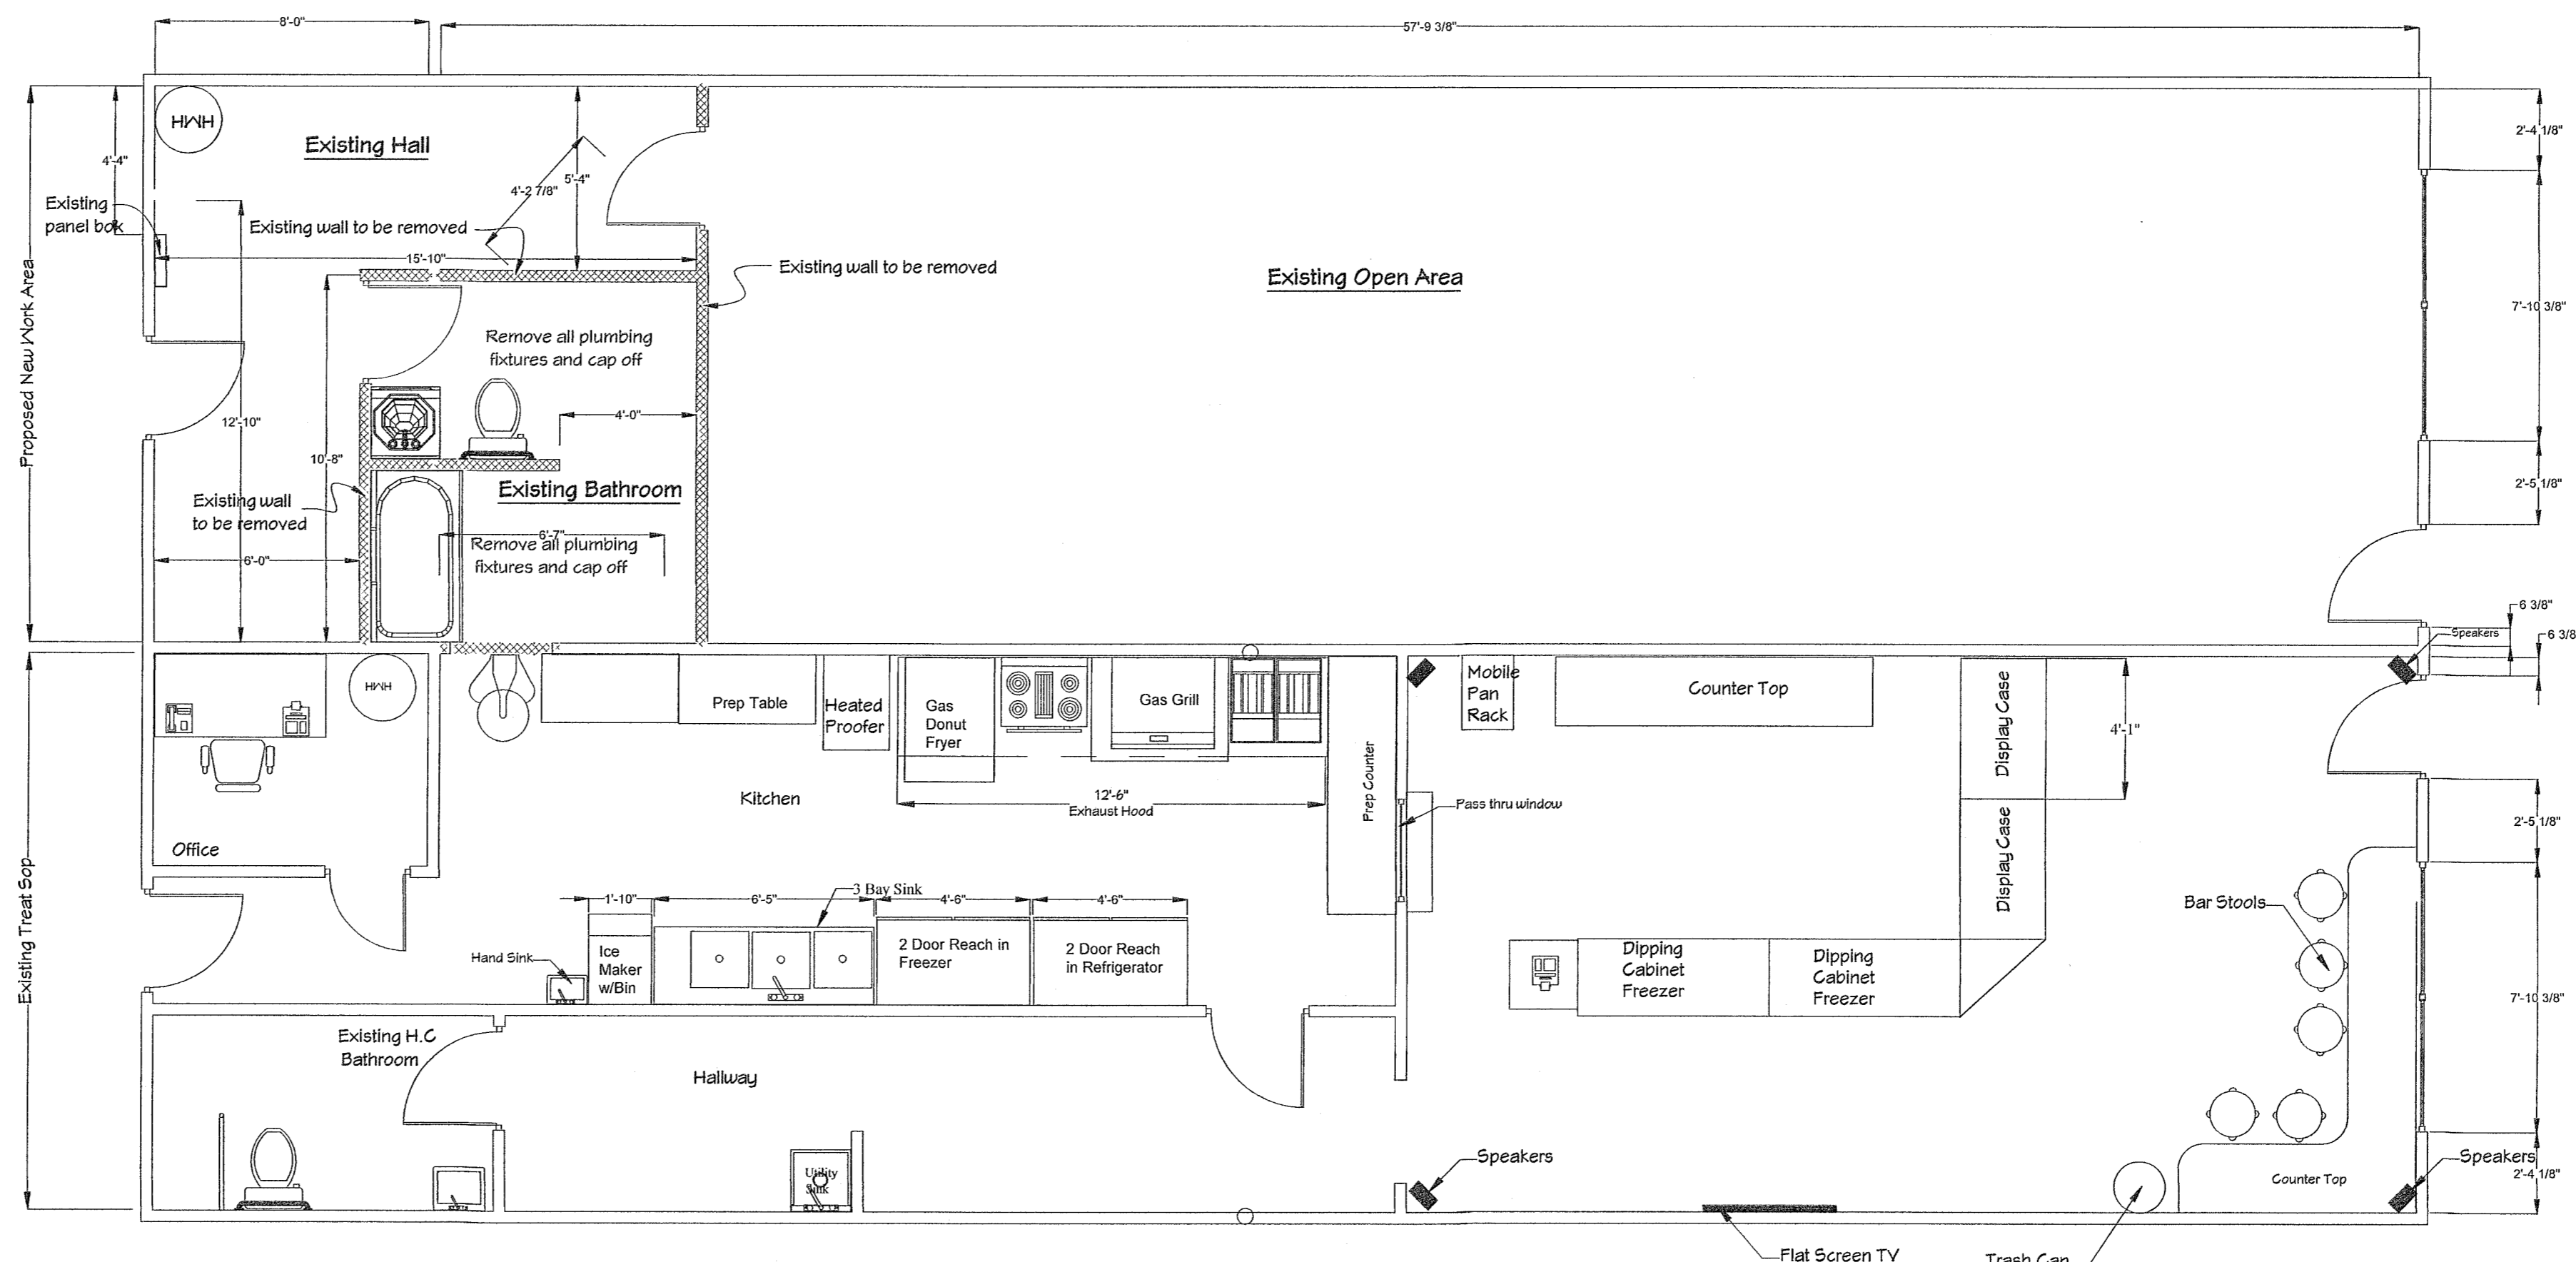 8'-0"
57'-9 3/8"
HWH
Existing Hall
4'-4"
2'-4 1/8"
4'-2 7/8"
5'-4"
Existing
panel box
Existing wall to be removed
15'-10"
Existing wall to be removed
Existing Open Area
7'-10 3/8"
Proposed New Work Area
Remove all plumbing
fixtures and cap off
12'-10"
4'-0"
10'-8"
Existing Bathroom
2'-5 1/8"
Existing wall
to be removed
6'-7"
Remove all plumbing
fixtures and cap off
6'-0"
6 3/8"
Speakers
6 3/8
HWH
Prep Table
Heated
Proofer
Gas
Donut
Fryer
Gas Grill
Mobile
Pan
Rack
Counter Top
Display Case
4'-1"
Prep Counter
Kitchen
12'-6"
Exhaust Hood
Pass thru window
Display Case
2'-5 1/8"
Office
Existing Treat Sop
1'-10"
6'-5"
3 Bay Sink
4'-6"
4'-6"
Bar Stools
Hand Sink
Ice
Maker
w/Bin
2 Door Reach in
Freezer
2 Door Reach
in Refrigerator
Dipping
Cabinet
Freezer
Dipping
Cabinet
Freezer
7'-10 3/8"
Existing H.C
Bathroom
Hallway
Utility
Sink
Speakers
Speakers
Counter Top
2'-4 1/8"
Flat Screen TV
Trash Can